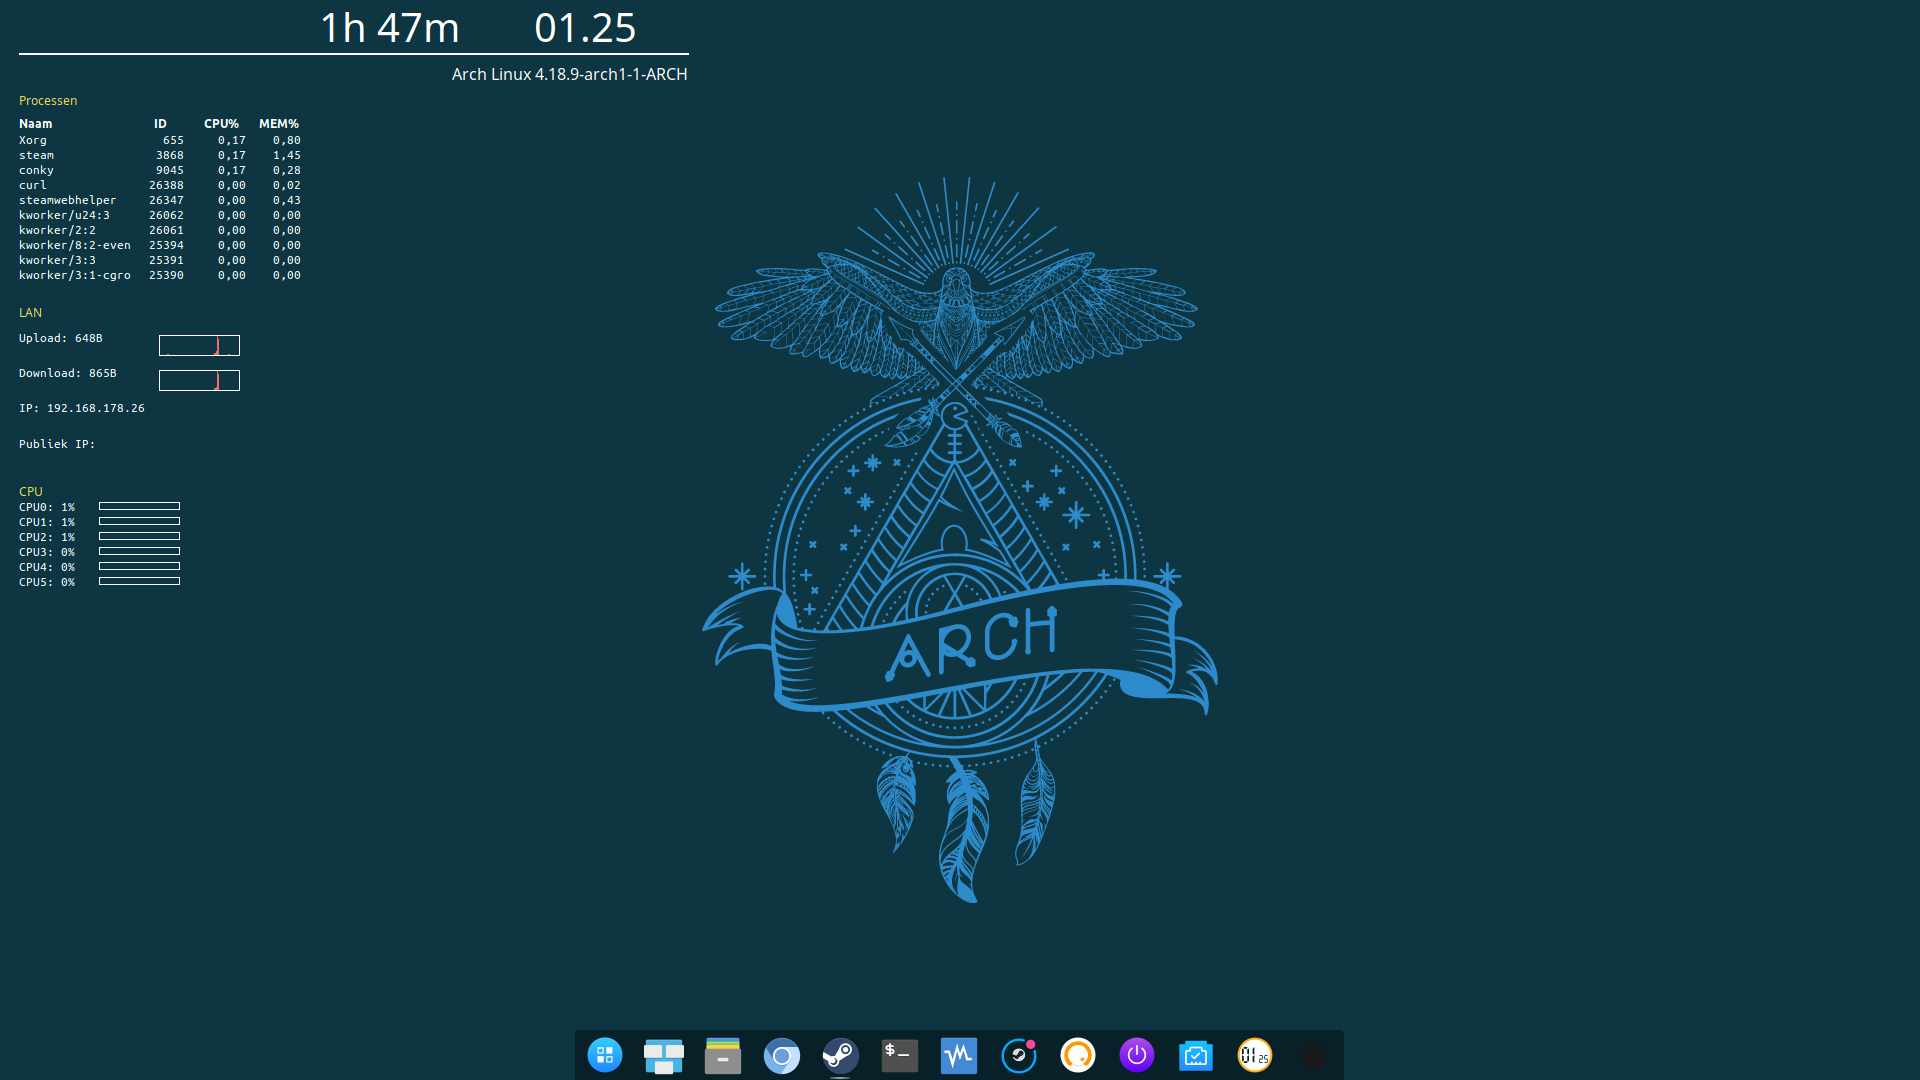 1h 47m 01.25
Arch Linux 4.18.9-arch1-1-ARCH
Processen
Naam ID CPU% MEM%
Xorg 655 0,17 0,80
steam 3868 0,17 1,45
conky 9045 0,17 0,28
curl 26388 0,00 0,02
steamwebhelper 26347 0,00 0,43
kworker/u24:3 26062 0,00 0,00
kworker/2:2 26061 0,00 0,00
kworker/8:2-even 25394 0,00 0,00
kworker/3:3 25391 0,00 0,00
kworker/3:1-cgro 25390 0,00 0,00
LAN
Upload: 648B
Download: 865B
IP: 192.168.178.26
Publiek IP:
CPU
CPU0: 1%
CPU1: 1%
CPU2: 1%
CPU3: 0%
CPU4: 0%
CPU5: 0%
ARCH
$_
01 25